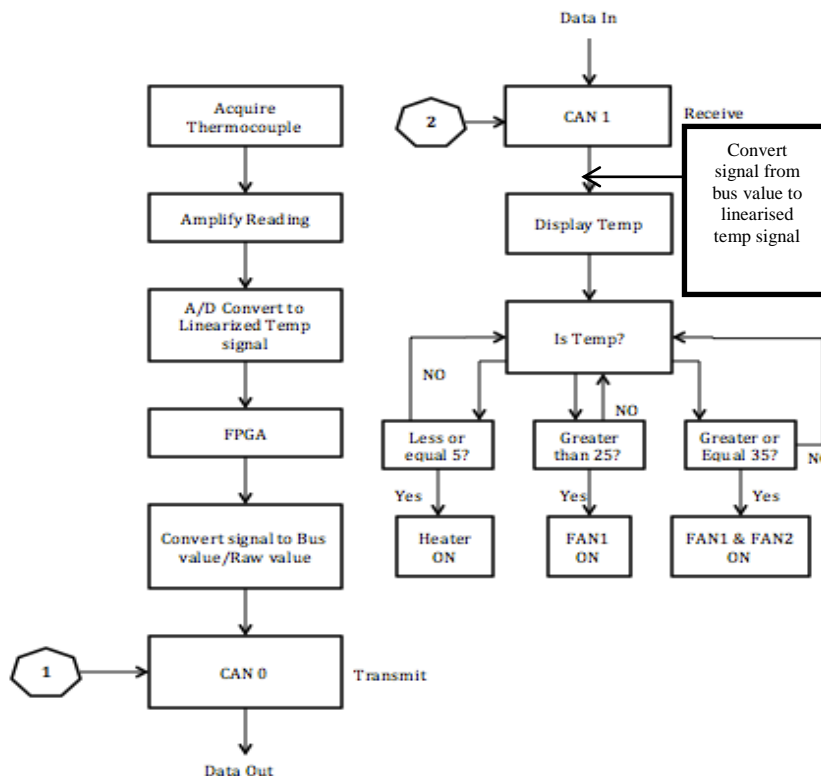 Acquire
Thermocouple
Amplify Reading
A/D Convert to
Linearized Temp
signal
FPGA
Convert signal to Bus
value/Raw value
1
CAN 0
Transmit
Data Out
Data In
2
CAN 1
Receive
Convert
signal from
bus value to
linearised
temp signal
Display Temp
Is Temp?
NO
NO
NO
Less or
equal 5?
Greater
than 25?
Greater or
Equal 35?
Yes
Yes
Yes
Heater
ON
FAN1
ON
FAN1 & FAN2
ON